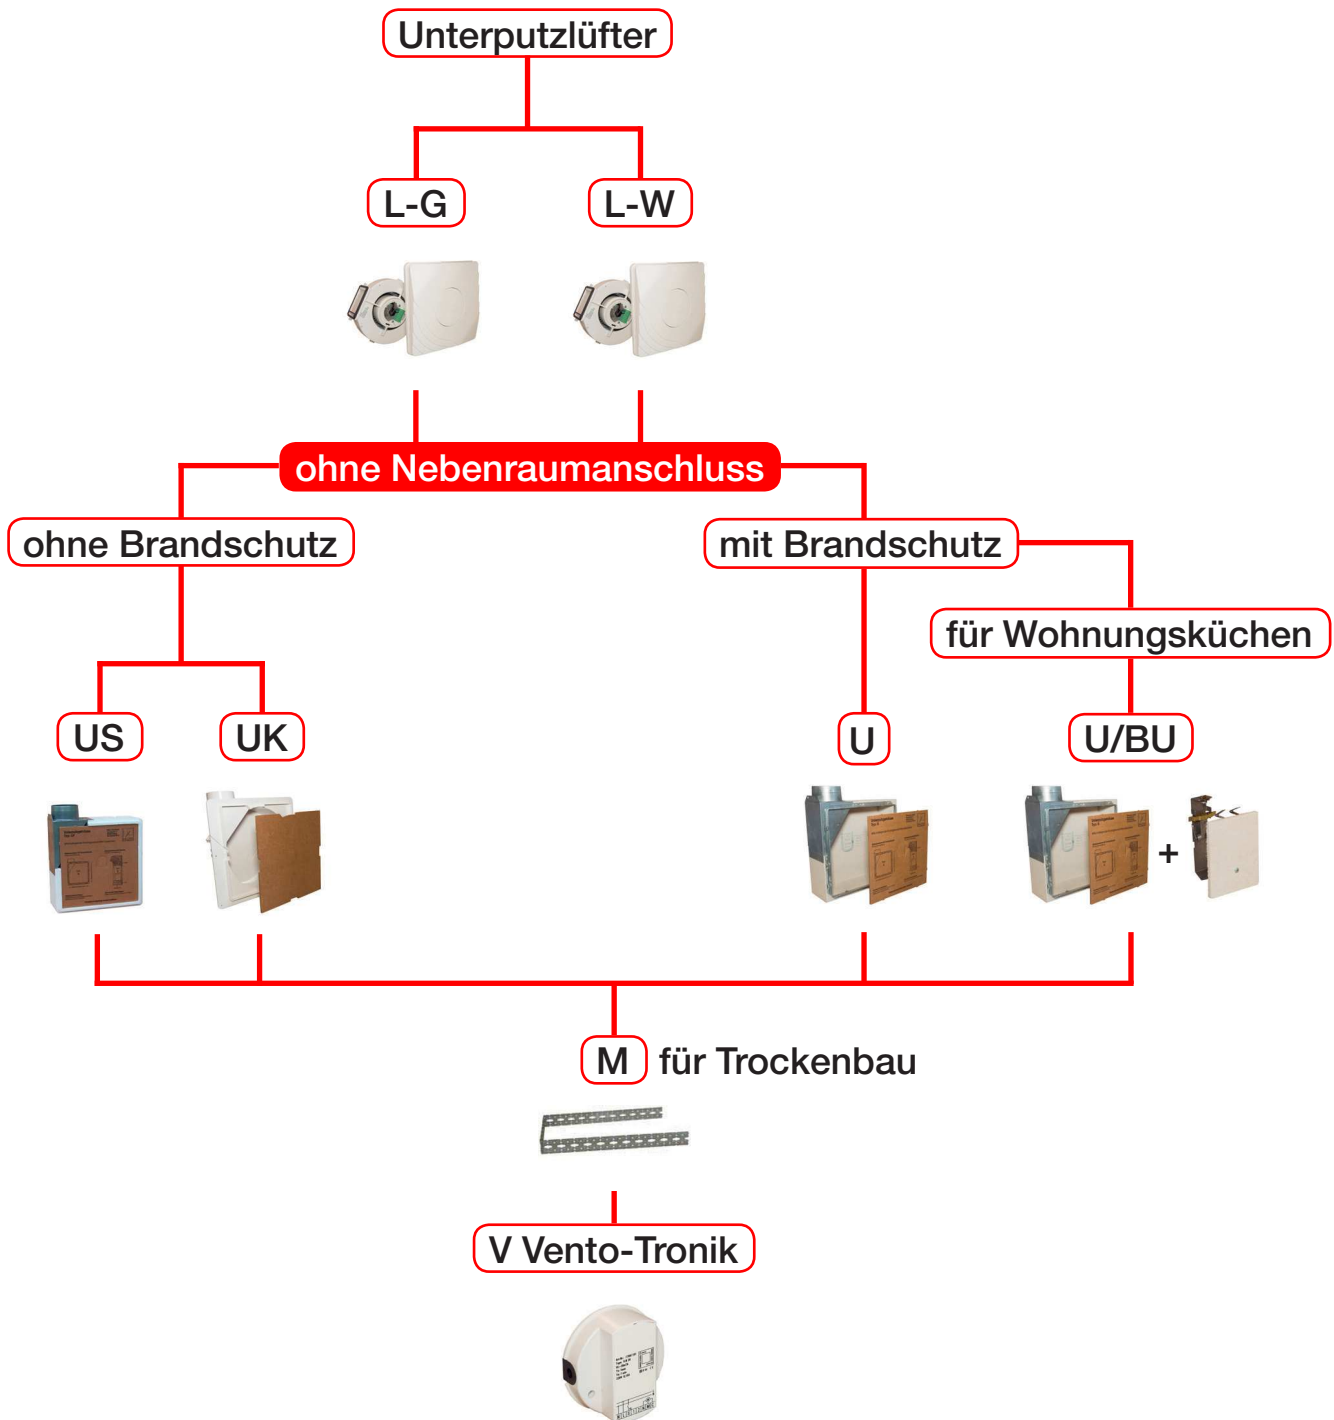 Unterputzlüfter
L-G
L-W
ohne Nebenraumanschluss
ohne Brandschutz
mit Brandschutz
für Wohnungsküchen
US
UK
U
U/BU
+
M für Trockenbau
V Vento-Tronik